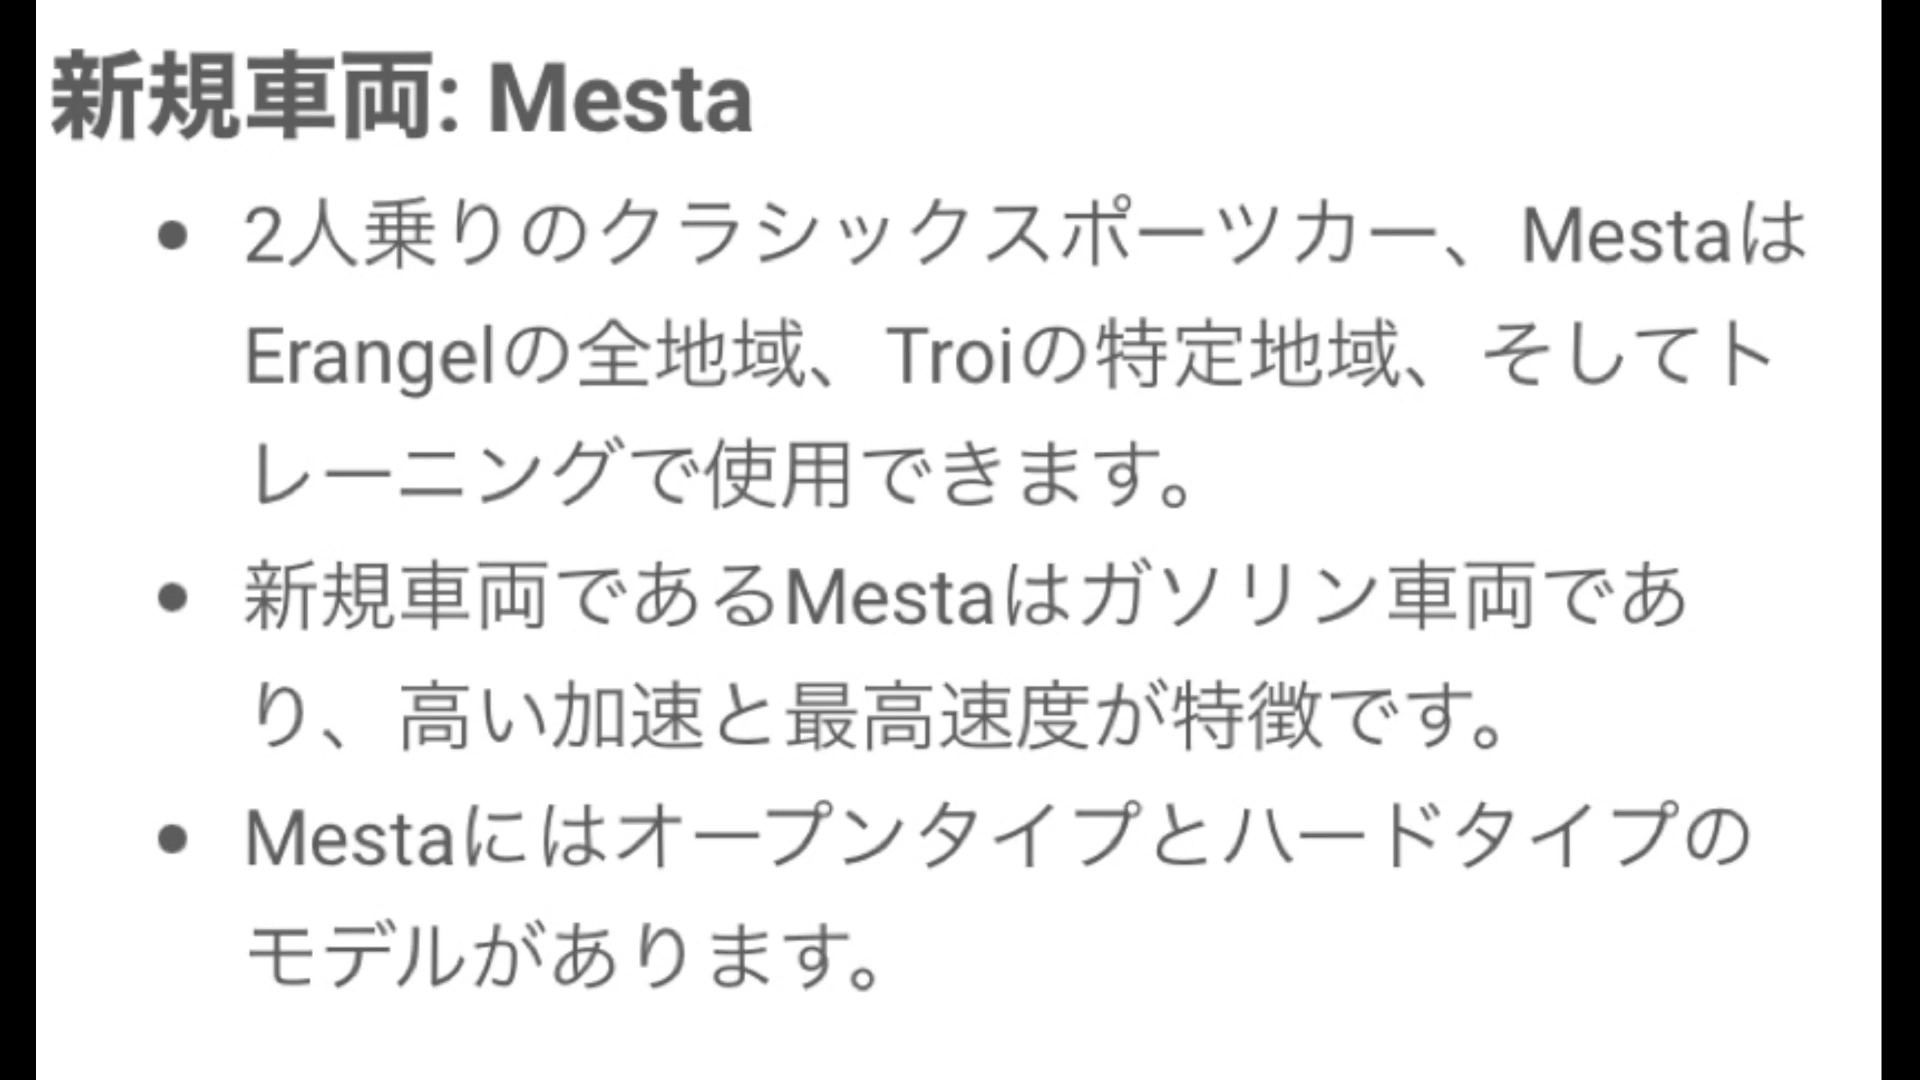 新規車両: Mesta
• 2人乗りのクラシックスポーツカー、Mestaは
Erangelの全地域、Troiの特定地域、そしてト
レーニングで使用できます。
• 新規車両であるMestaはガソリン車両であ
り、高い加速と最高速度が特徴です。
• Mestaにはオープンタイプとハードタイプの
モデルがあります。